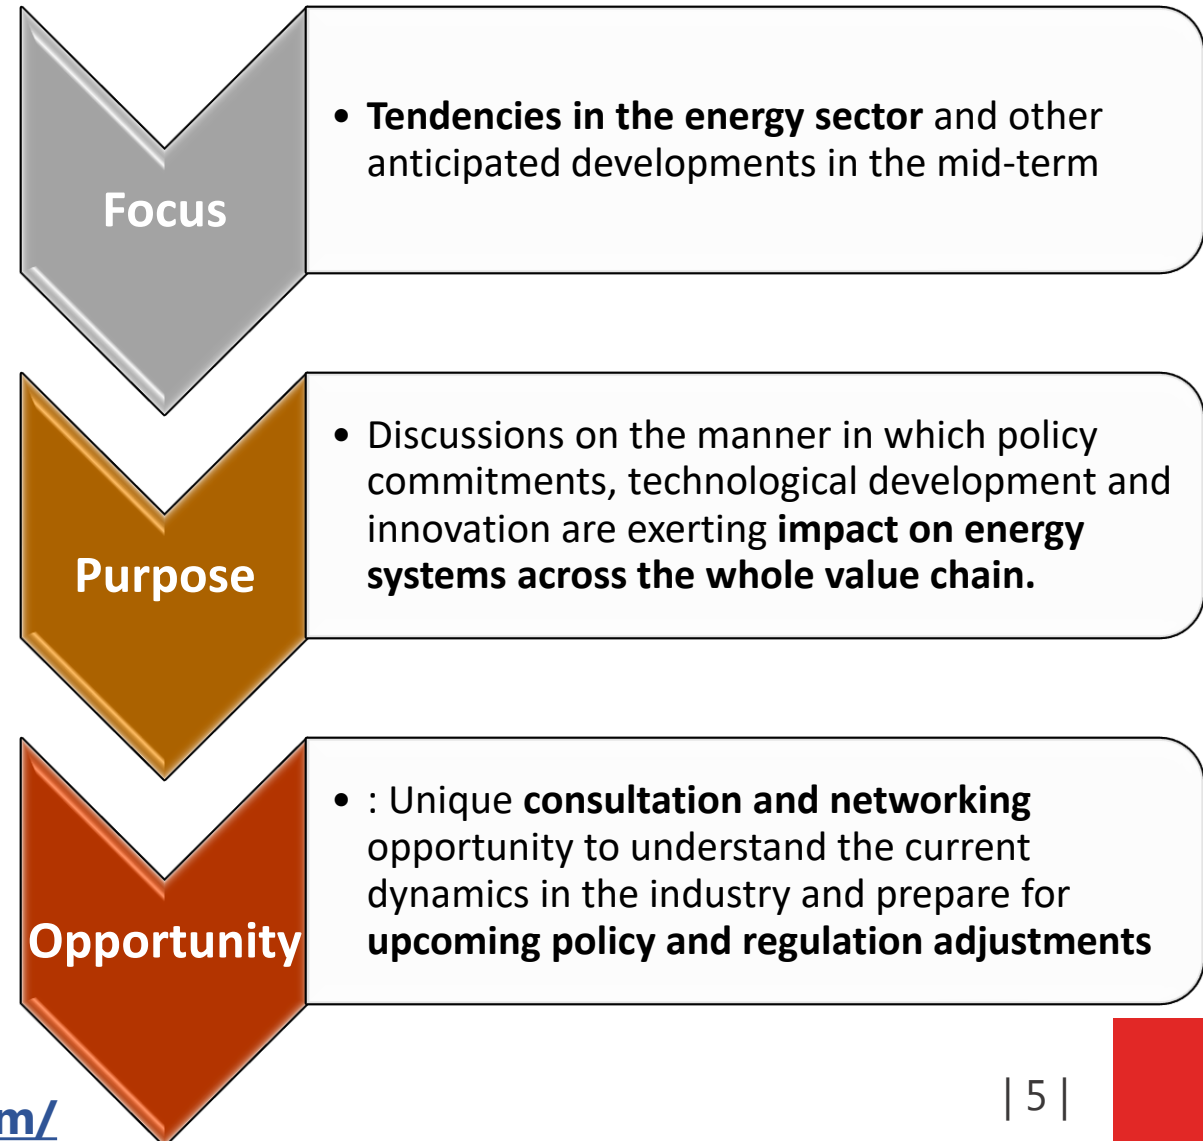 Focus
• Tendencies in the energy sector and other
anticipated developments in the mid-term
Purpose
• Discussions on the manner in which policy
commitments, technological development and
innovation are exerting impact on energy
systems across the whole value chain.
Opportunity
• : Unique consultation and networking
opportunity to understand the current
dynamics in the industry and prepare for
upcoming policy and regulation adjustments
m/
| 5 |